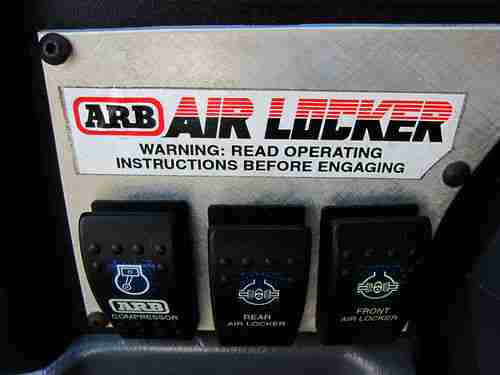 ARB AIR LOCKER
WARNING: READ OPERATING
INSTRUCTIONS BEFORE ENGAGING
ARB
COMPRESSOR
REAR
AIR LOCKER
FRONT
AIR LOCKER